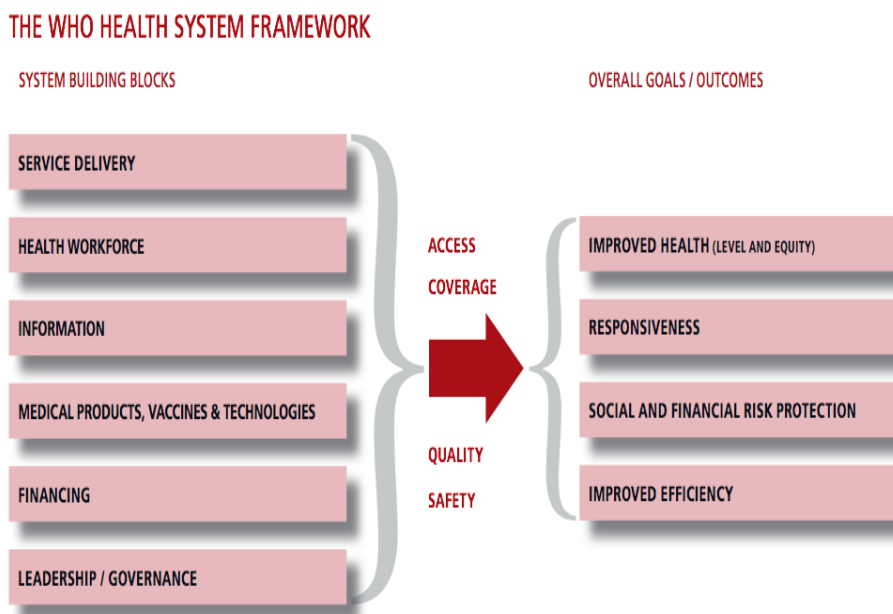 THE WHO HEALTH SYSTEM FRAMEWORK
SYSTEM BUILDING BLOCKS
OVERALL GOALS / OUTCOMES
SERVICE DELIVERY
HEALTH WORKFORCE
INFORMATION
MEDICAL PRODUCTS, VACCINES & TECHNOLOGIES
FINANCING
LEADERSHIP / GOVERNANCE
ACCESS
COVERAGE
QUALITY
SAFETY
IMPROVED HEALTH (LEVEL AND EQUITY)
RESPONSIVENESS
SOCIAL AND FINANCIAL RISK PROTECTION
IMPROVED EFFICIENCY